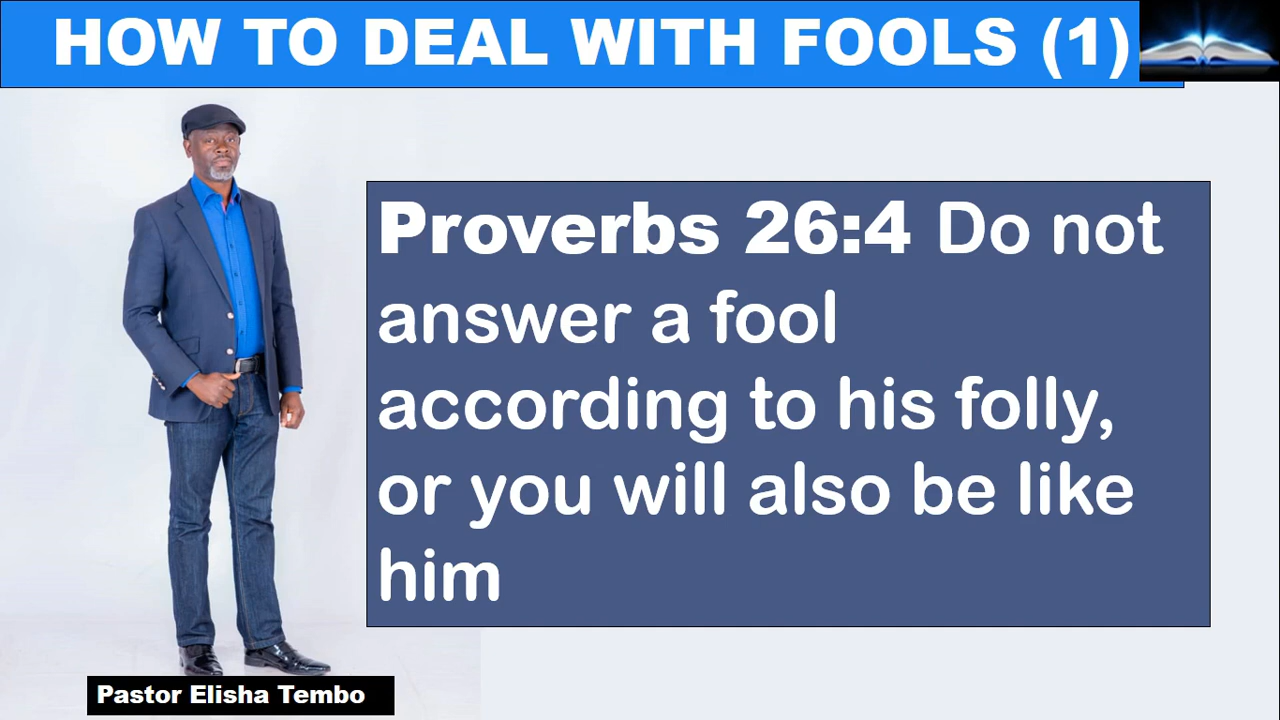 HOW TO DEAL WITH FOOLS (1)
Proverbs 26:4 Do not
answer a fool
according to his folly,
or you will also be like
him
Pastor Elisha Tembo